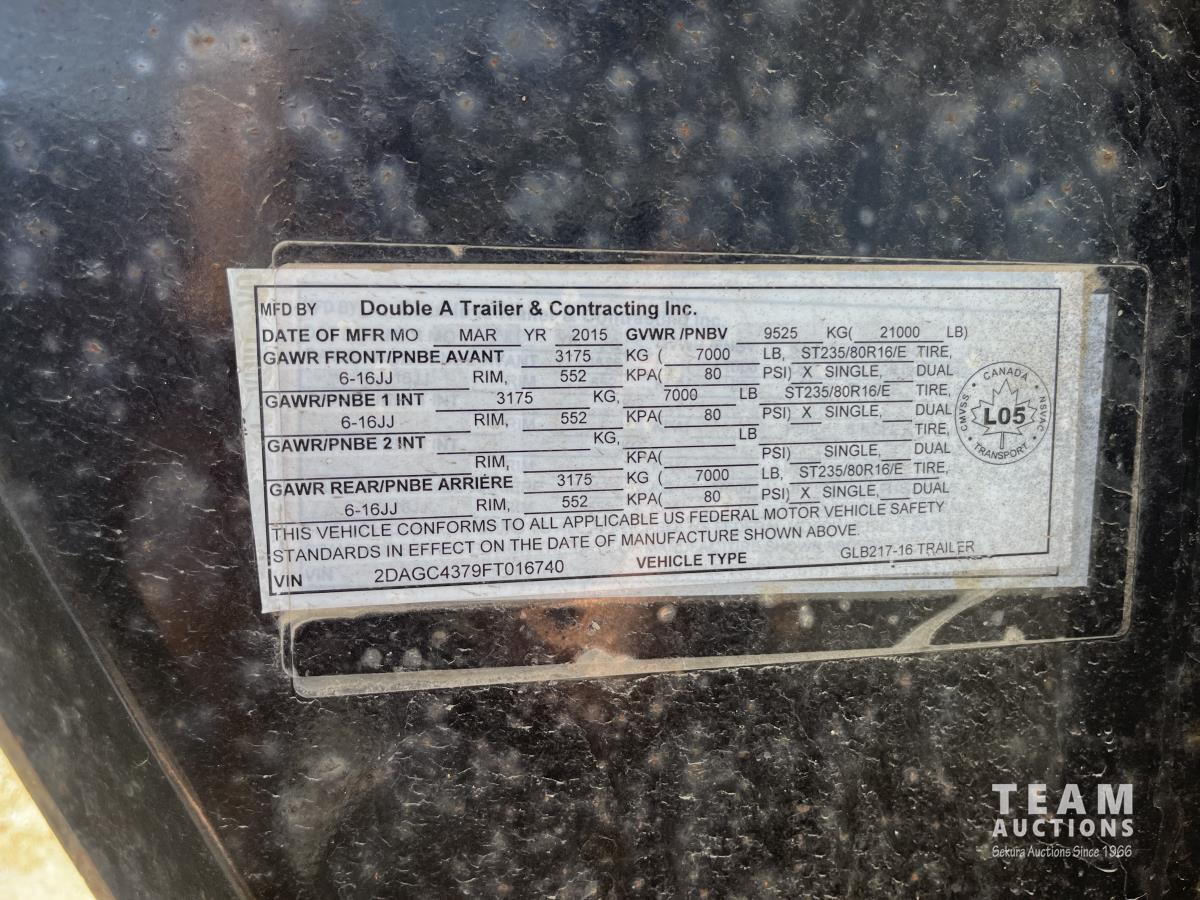 MFD BY Double A Trailer & Contracting Inc.
DATE OF MFR MO MAR YR 2015 GVWR /PNBV 9525 KG( 21000 LB)
GAWR FRONT/PNBE AVANT 3175 KG ( 7000 LB, ST235/80R16/E TIRE,
6-16JJ RIM, 552 KPA( 80 PSI) X SINGLE, DUAL
GAWR/PNBE 1 INT 3175 KG, 7000 LB ST235/80R16/E TIRE,
6-16JJ RIM, 552 KPA( 80 PSI) X SINGLE, DUAL
GAWR/PNBE 2 INT KG, LB TIRE,
RIM, KPA( PSI) SINGLE, DUAL
GAWR REAR/PNBE ARRIÈRE 3175 KG ( 7000 LB, ST235/80R16/E TIRE,
6-16JJ RIM, 552 KPA( 80 PSI) X SINGLE, DUAL
THIS VEHICLE CONFORMS TO ALL APPLICABLE US FEDERAL MOTOR VEHICLE SAFETY
STANDARDS IN EFFECT ON THE DATE OF MANUFACTURE SHOWN ABOVE.
VIN 2DAGC4379FT016740 VEHICLE TYPE GLB217-16 TRAILER
CANADA
CMVSS NSVAC
L05
TRANSPORT
TEAM
AUCTIONS
Sekura Auctions Since 1966